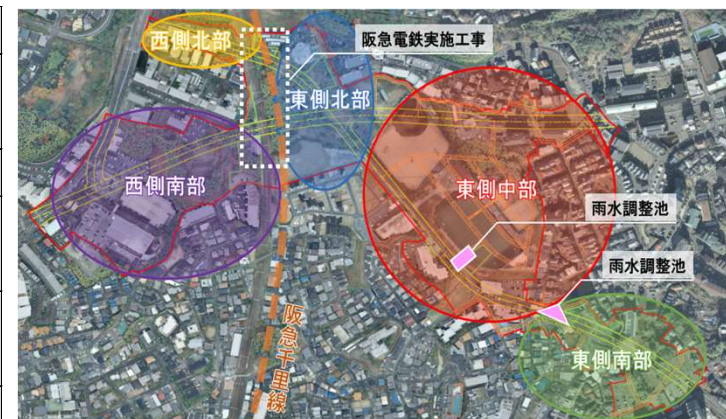 西側北部
阪急電鉄実施工事
東側北部
西側南部
東側中部
雨水調整池
雨水調整池
阪急千里線
東側南部